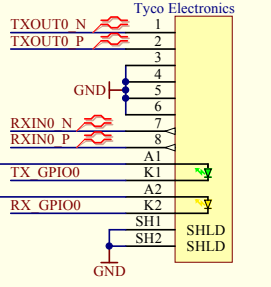 Tyco Electronics
TXOUT0_N 1
TXOUT0_P 2
3
4
GND 5
6
RXIN0_N 7
RXIN0_P 8
A1
TX_GPIO0 K1
A2
RX_GPIO0 K2
SH1 SHLD
SH2 SHLD
GND